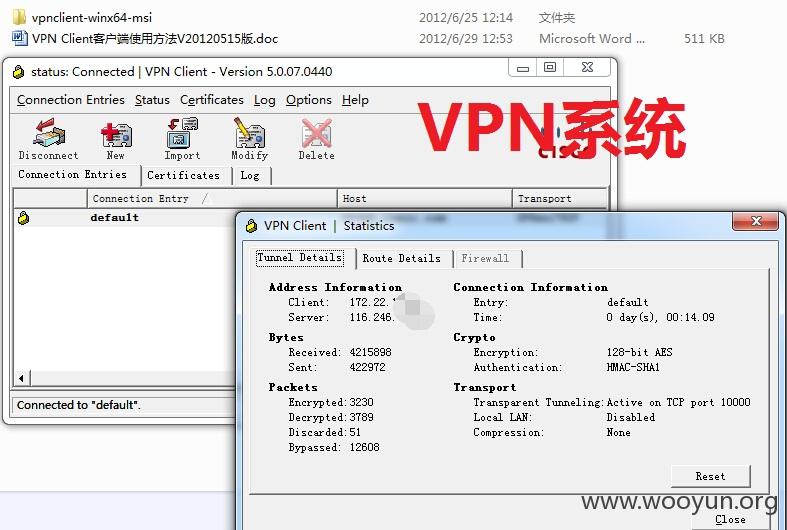 vpnclient-winx64-msi 2012/6/25 12:14 文件夹
VPN Client客户端使用方法V20120515版.doc 2012/6/29 12:53 Microsoft Word ... 511 KB
status: Connected | VPN Client - Version 5.0.07.0440
Connection Entries Status Certificates Log Options Help
VPN系统
Disconnect New Import Modify Delete
Connection Entries Certificates Log
Connection Entry Host Transport
default
VPN Client | Statistics
Tunnel Details Route Details Firewall
Address Information Connection Information
Client: 172.22. Entry: default
Server: 116.246. Time: 0 day(s), 00:14.09
Bytes Crypto
Received: 4215898 Encryption: 128-bit AES
Sent: 422972 Authentication: HMAC-SHA1
Packets Transport
Encrypted: 3230 Transparent Tunneling: Active on TCP port 10000
Decrypted: 3789 Local LAN: Disabled
Discarded: 51 Compression: None
Bypassed: 12608
Connected to "default".
Reset
www.wooyun.org
Close